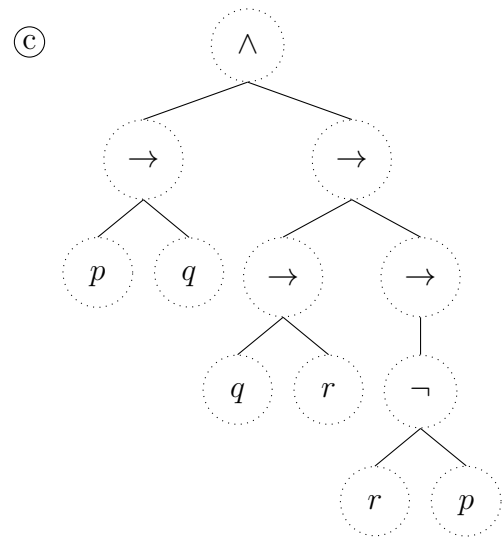 ⓒ ∧
→ →
p q → →
q r ¬
r p